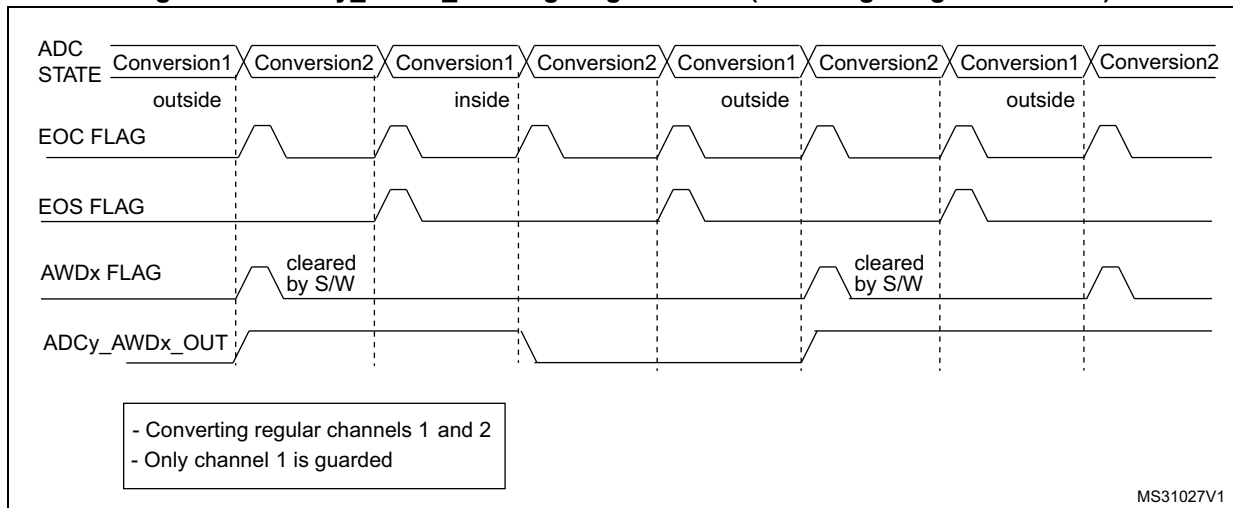 ADC
STATE
Conversion1 Conversion2 Conversion1 Conversion2 Conversion1 Conversion2 Conversion1 Conversion2
outside inside outside outside
EOC FLAG
EOS FLAG
AWDx FLAG
cleared
by S/W
cleared
by S/W
ADCy_AWDx_OUT
- Converting regular channels 1 and 2
- Only channel 1 is guarded
MS31027V1